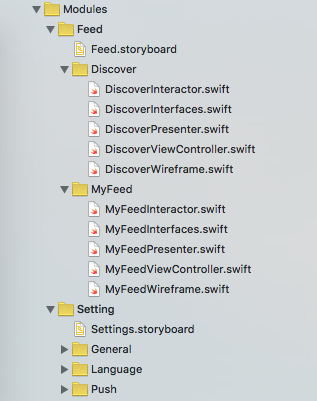 Modules
Feed
Feed.storyboard
Discover
DiscoverInteractor.swift
DiscoverInterfaces.swift
DiscoverPresenter.swift
DiscoverViewController.swift
DiscoverWireframe.swift
MyFeed
MyFeedInteractor.swift
MyFeedInterfaces.swift
MyFeedPresenter.swift
MyFeedViewController.swift
MyFeedWireframe.swift
Setting
Settings.storyboard
General
Language
Push